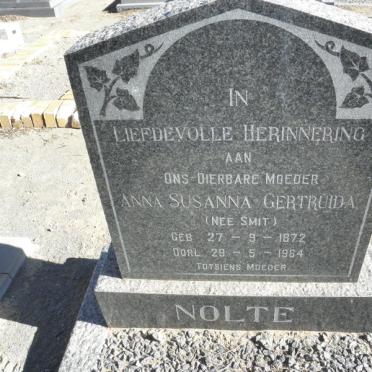 IN
LIEFDEVOLLE HERINNERING
AAN
ONS DIERBARE MOEDER
ANNA SUSANNA GERTRUIDA
(NEE SMIT)
GEB 27 - 9 - 1872
OORL 29 - 5 - 1964
TOTSIENS MOEDER
NOLTE